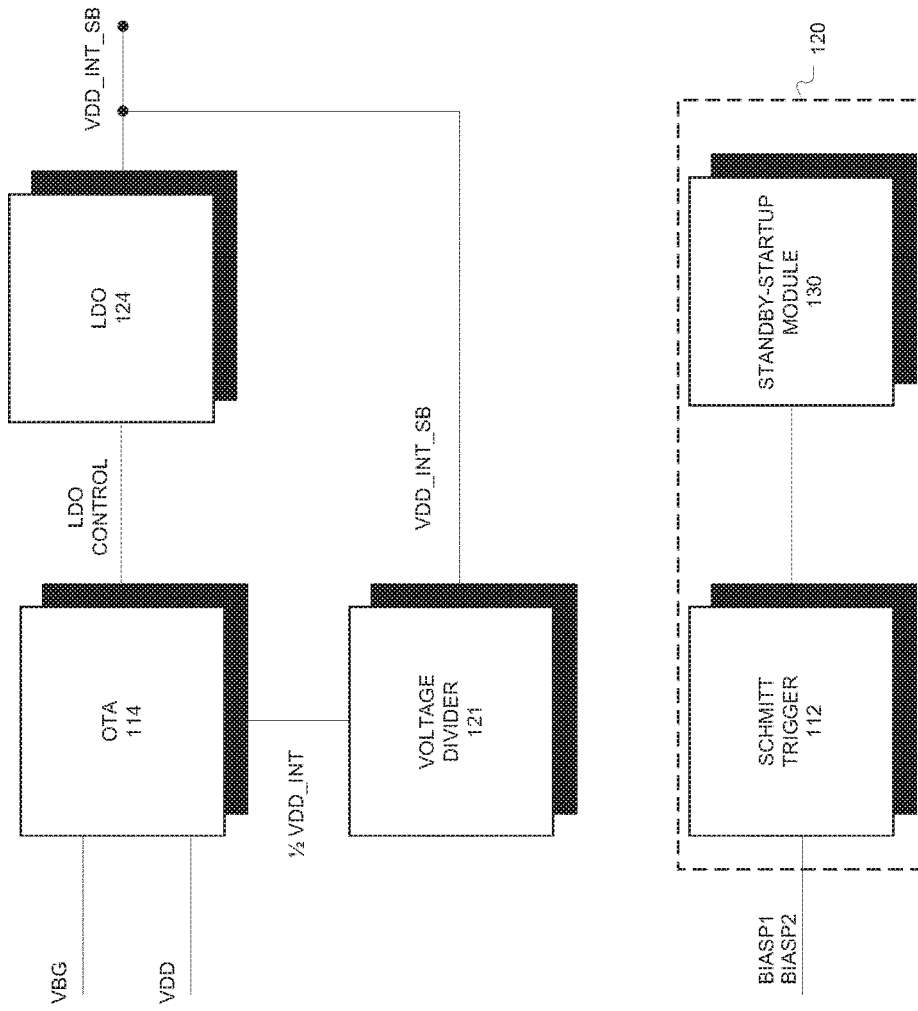 VBG
VDD
OTA
114
LDO
CONTROL
LDO
124
VDD_INT_SB
½ VDD_INT
VOLTAGE
DIVIDER
121
VDD_INT_SB
BIASP1
BIASP2
SCHMITT
TRIGGER
112
STANDBY-STARTUP
MODULE
130
120